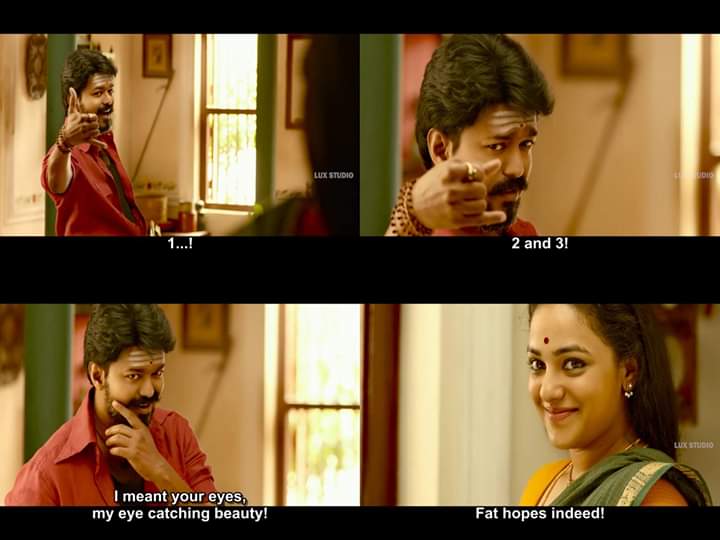 LUX STUDIO
1...!
LUX STUDIO
2 and 3!
I meant your eyes,
my eye catching beauty!
LUX STUDIO
Fat hopes indeed!